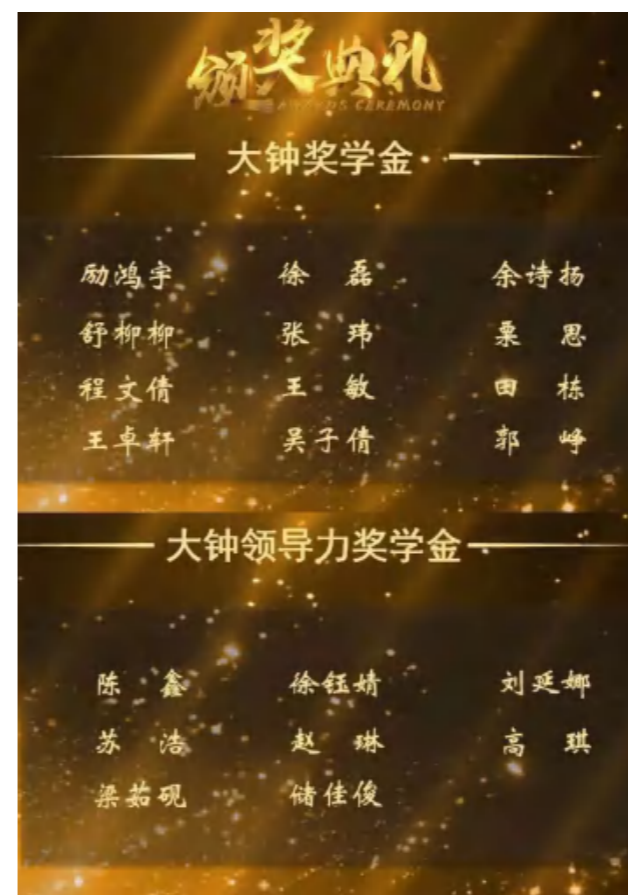 颁奖典礼
AWARDS CEREMONY
大钟奖学金
励鸿宇 徐磊 余诗扬
舒柳柳 张玮 栗思
程文倩 王敏 田栋
王卓轩 吴子倩 郭峥
大钟领导力奖学金
陈鑫 徐钰婧 刘延娜
苏浩 赵琳 高琪
梁茹砚 储佳俊